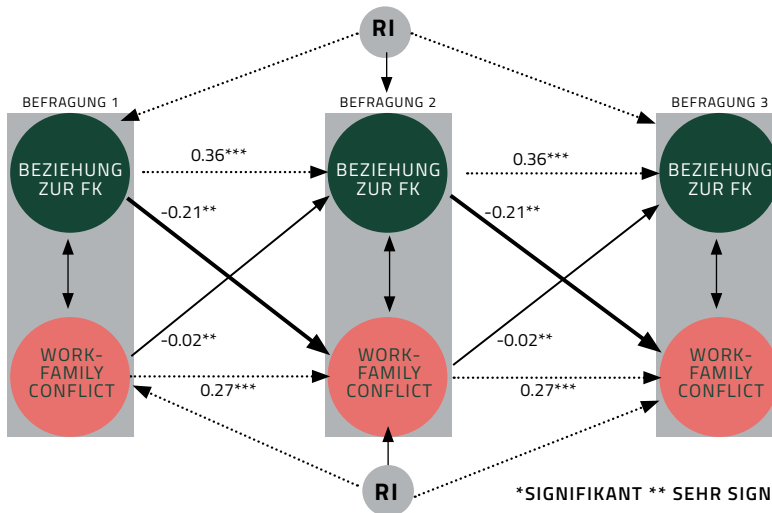 RI
BEFRAGUNG 1
BEFRAGUNG 2
BEFRAGUNG 3
BEZIEHUNG
ZUR FK
0.36***
BEZIEHUNG
ZUR FK
0.36***
BEZIEHUNG
ZUR FK
-0.21**
-0.21**
-0.02**
-0.02**
WORK-
FAMILY
CONFLICT
0.27***
WORK-
FAMILY
CONFLICT
0.27***
WORK-
FAMILY
CONFLICT
RI
*SIGNIFIKANT ** SEHR SIGN